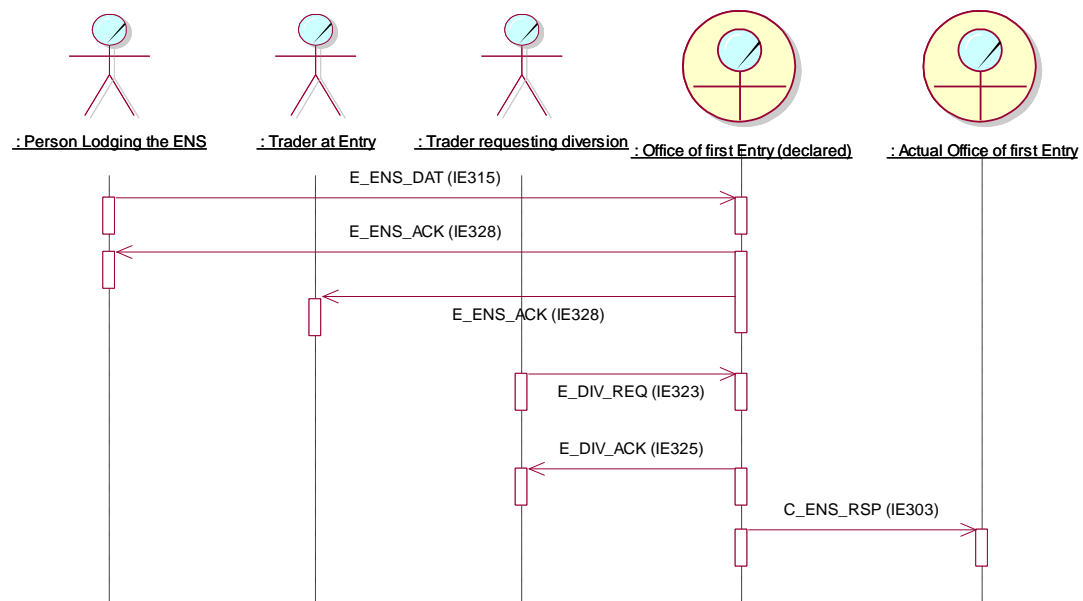 : Person Lodging the ENS
: Trader at Entry
: Trader requesting diversion
: Office of first Entry (declared)
: Actual Office of first Entry
E_ENS_DAT (IE315)
E_ENS_ACK (IE328)
E_ENS_ACK (IE328)
E_DIV_REQ (IE323)
E_DIV_ACK (IE325)
C_ENS_RSP (IE303)